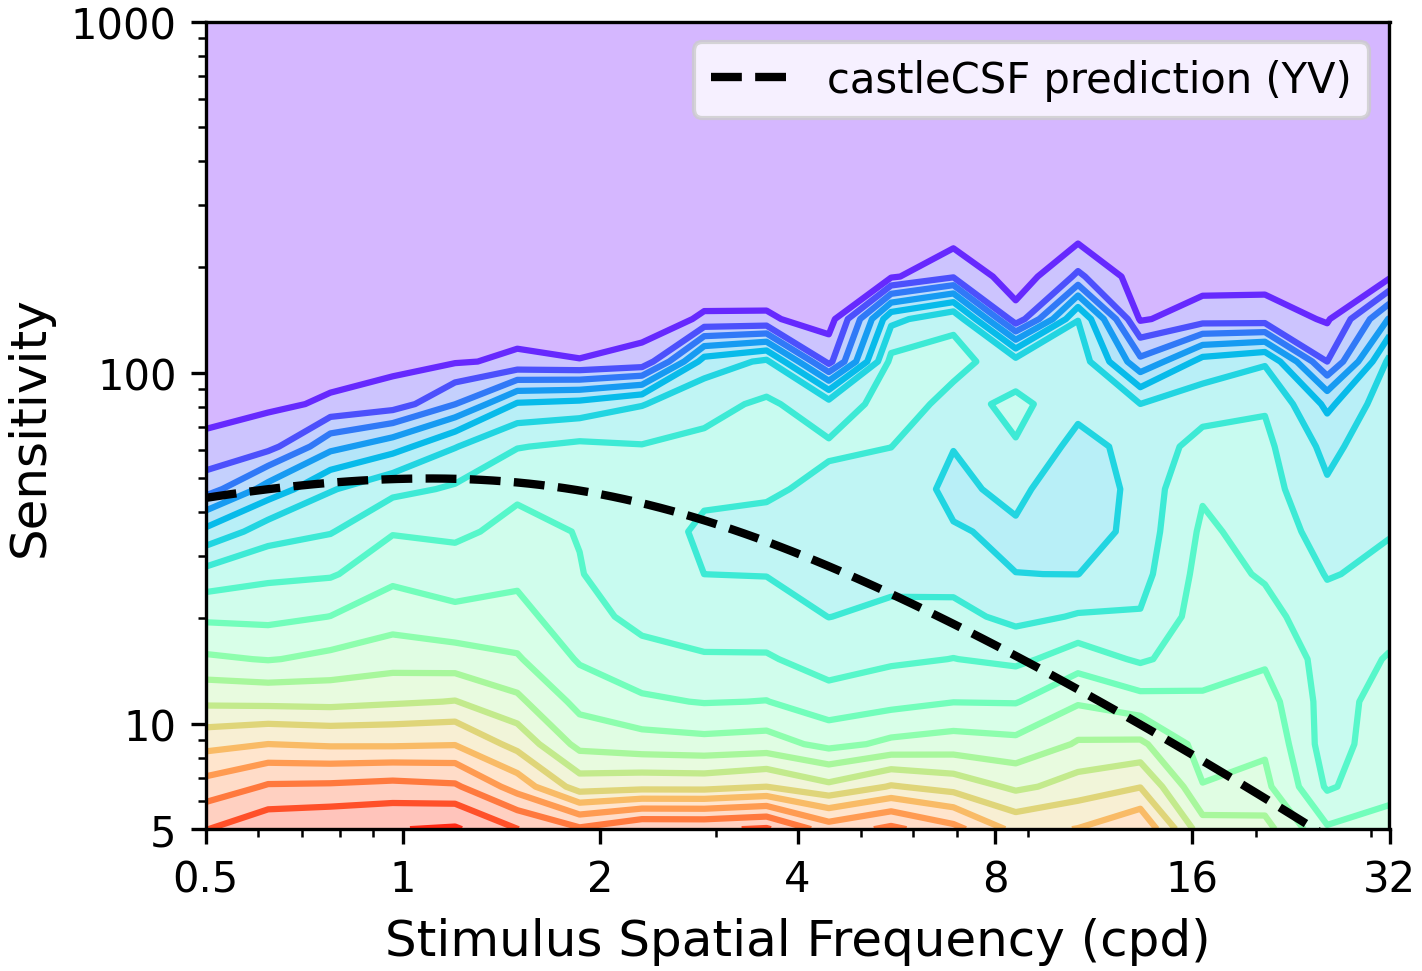 1000
castleCSF prediction (YV)
100
10
5
Sensitivity
0.5 1 2 4 8 16 32
Stimulus Spatial Frequency (cpd)